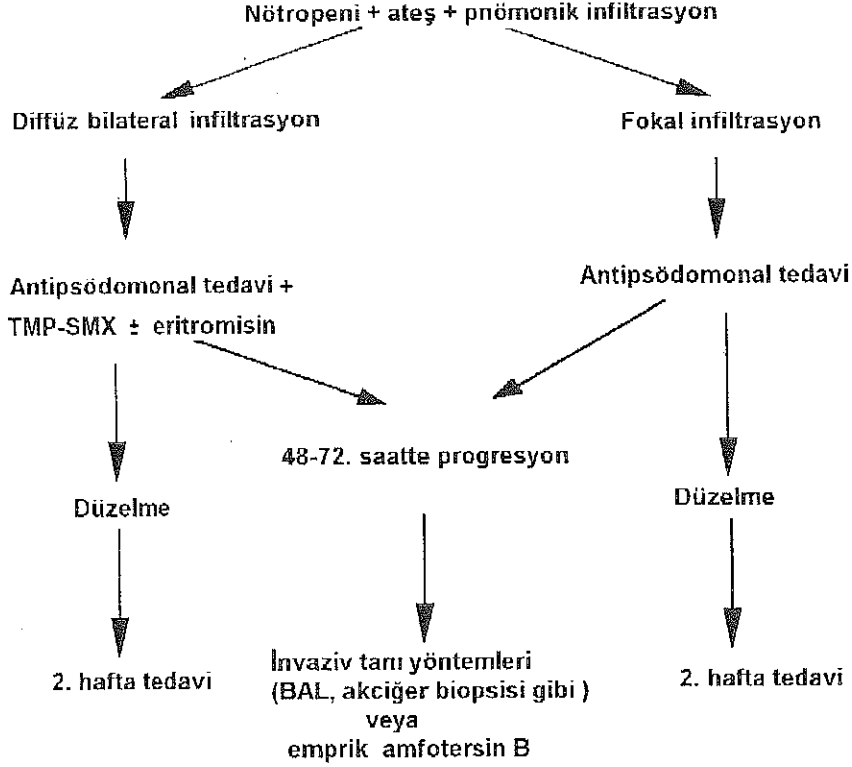 Nötropeni + ateş + pnömonik infiltrasyon
Diffüz bilateral infiltrasyon
Fokal infiltrasyon
Antipsödomonal tedavi +
TMP-SMX ± eritromisin
Antipsödomonal tedavi
48-72. saatte progresyon
Düzelme
Düzelme
2. hafta tedavi
İnvaziv tanı yöntemleri
(BAL, akciğer biopsisi gibi )
veya
emprik amfotersin B
2. hafta tedavi